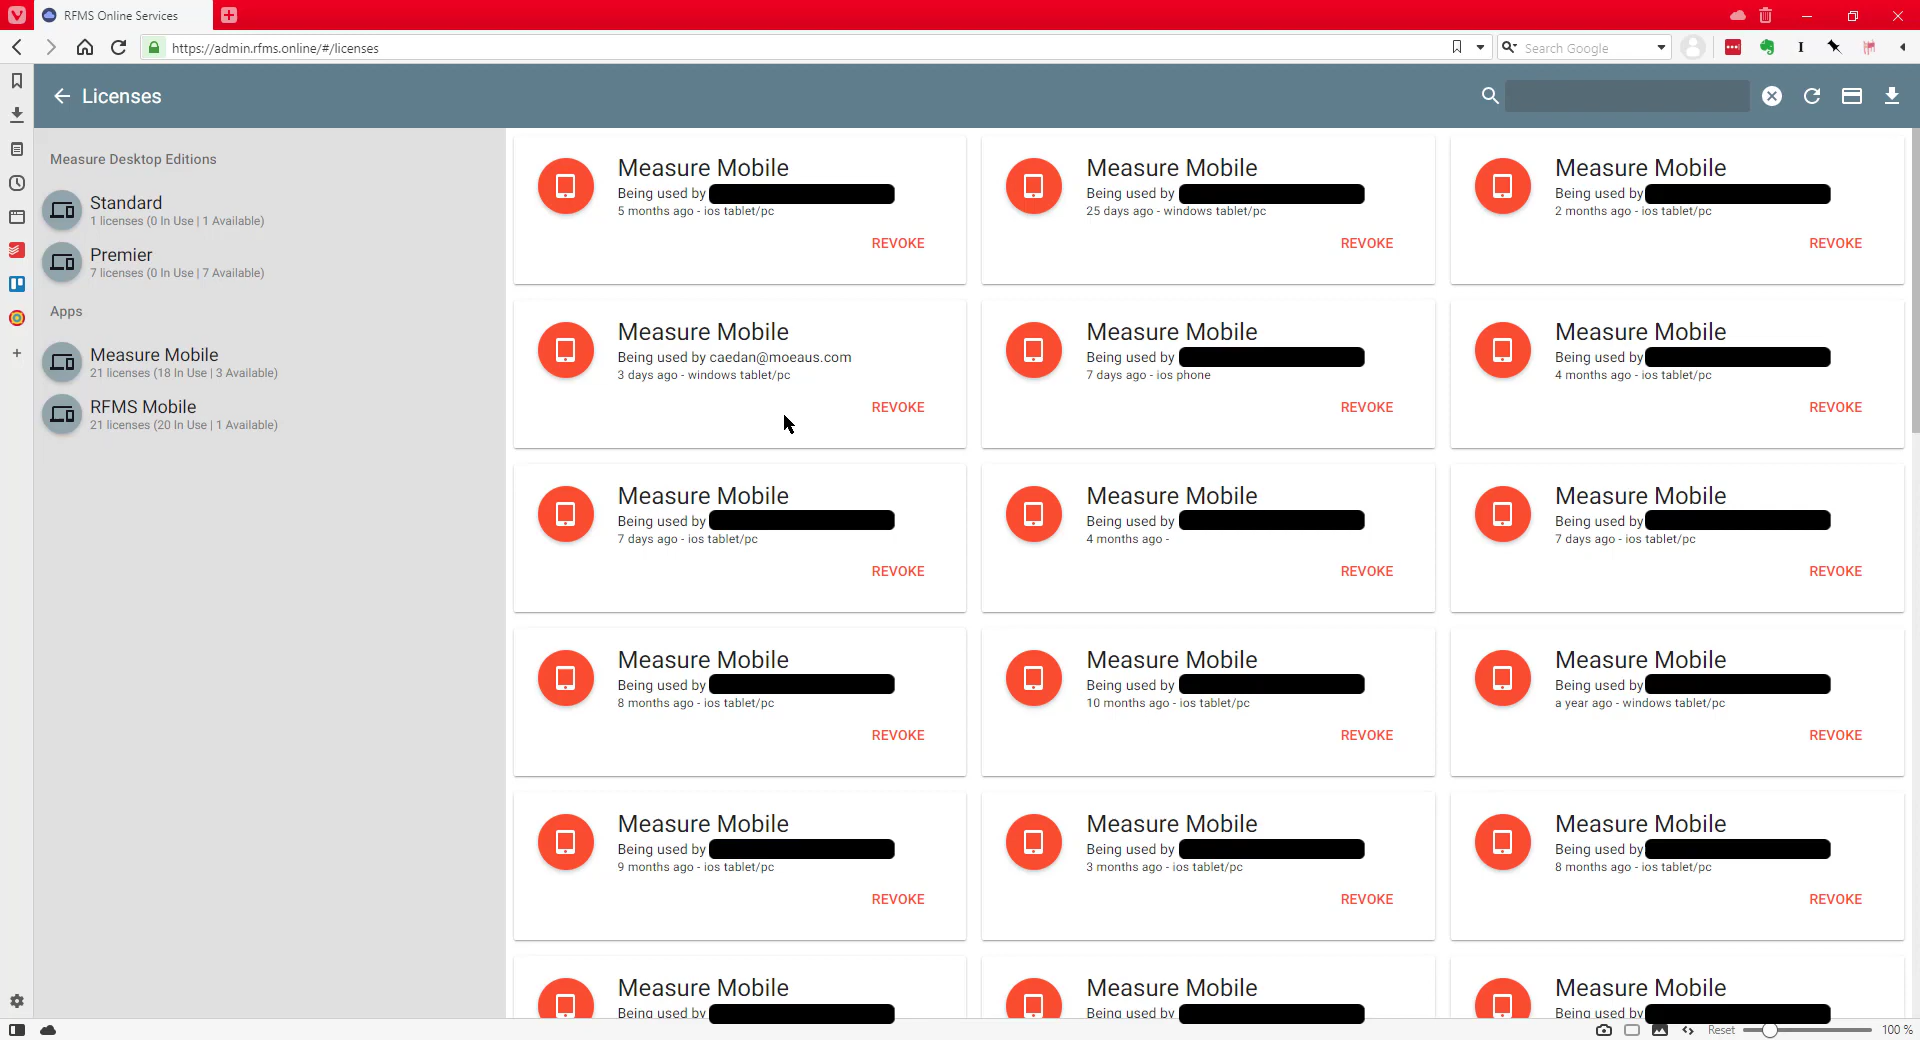 RFMS Online Services
https://admin.rfms.online/#/licenses
Search Google
Licenses
Measure Desktop Editions
Standard
1 licenses (0 In Use | 1 Available)
Premier
7 licenses (0 In Use | 7 Available)
Apps
Measure Mobile
21 licenses (18 In Use | 3 Available)
RFMS Mobile
21 licenses (20 In Use | 1 Available)
Measure Mobile
Being used by
5 months ago - ios tablet/pc
REVOKE
Measure Mobile
Being used by
25 days ago - windows tablet/pc
REVOKE
Measure Mobile
Being used by
2 months ago - ios tablet/pc
REVOKE
Measure Mobile
Being used by caedan@moeaus.com
3 days ago - windows tablet/pc
REVOKE
Measure Mobile
Being used by
7 days ago - ios phone
REVOKE
Measure Mobile
Being used by
4 months ago - ios tablet/pc
REVOKE
Measure Mobile
Being used by
7 days ago - ios tablet/pc
REVOKE
Measure Mobile
Being used by
4 months ago -
REVOKE
Measure Mobile
Being used by
7 days ago - ios tablet/pc
REVOKE
Measure Mobile
Being used by
8 months ago - ios tablet/pc
REVOKE
Measure Mobile
Being used by
10 months ago - ios tablet/pc
REVOKE
Measure Mobile
Being used by
a year ago - windows tablet/pc
REVOKE
Measure Mobile
Being used by
9 months ago - ios tablet/pc
REVOKE
Measure Mobile
Being used by
3 months ago - ios tablet/pc
REVOKE
Measure Mobile
Being used by
8 months ago - ios tablet/pc
REVOKE
Measure Mobile
Being used by
Measure Mobile
Being used by
Measure Mobile
Being used by
Reset
100 %